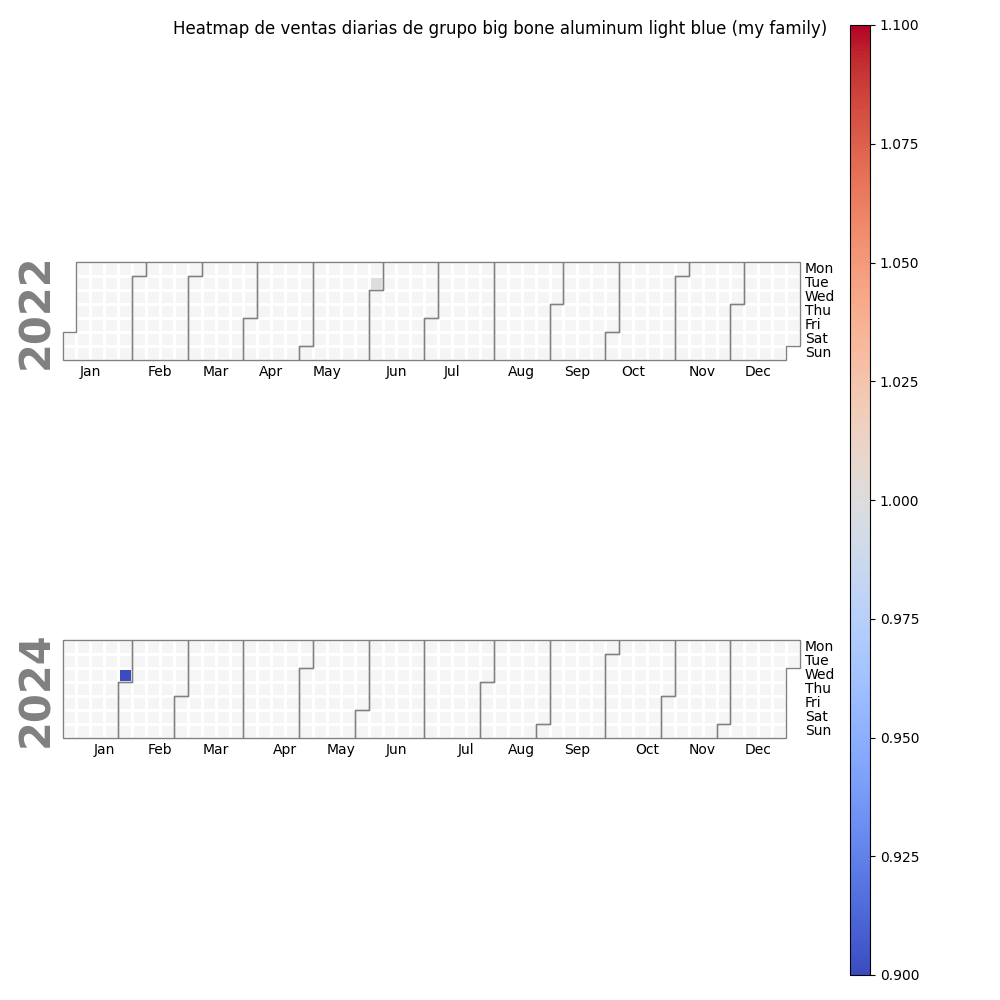 Heatmap de ventas diarias de grupo big bone aluminum light blue (my family)
1.100
1.075
1.050
1.025
1.000
0.975
0.950
0.925
0.900
2022
Mon
Tue
Wed
Thu
Fri
Sat
Sun
Jan Feb Mar Apr May Jun Jul Aug Sep Oct Nov Dec
2024
Mon
Tue
Wed
Thu
Fri
Sat
Sun
Jan Feb Mar Apr May Jun Jul Aug Sep Oct Nov Dec